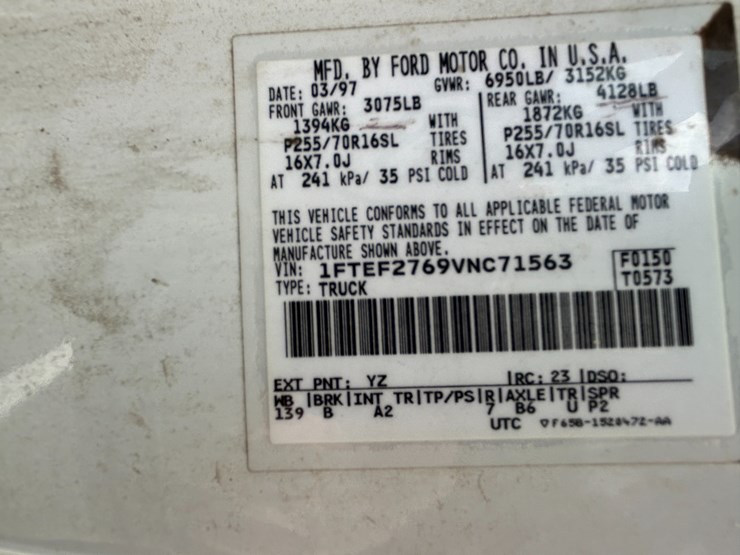 MFD. BY FORD MOTOR CO. IN U.S.A.
DATE: 03/97 GVWR: 6950LB/ 3152KG
FRONT GAWR: 3075LB REAR GAWR: 4128LB
1394KG WITH 1872KG WITH
P255/70R16SL TIRES P255/70R16SL TIRES
16X7.0J RIMS 16X7.0J RIMS
AT 241 kPa/ 35 PSI COLD AT 241 kPa/ 35 PSI COLD
THIS VEHICLE CONFORMS TO ALL APPLICABLE FEDERAL MOTOR
VEHICLE SAFETY STANDARDS IN EFFECT ON THE DATE OF
MANUFACTURE SHOWN ABOVE.
VIN: 1FTEF2769VNC71563 F0150
TYPE: TRUCK T0573
EXT PNT: YZ RC: 23 DSO:
WB BRK INT TR TP/PS R AXLE TR SPR
139 B A2 7 B6 U P2
UTC